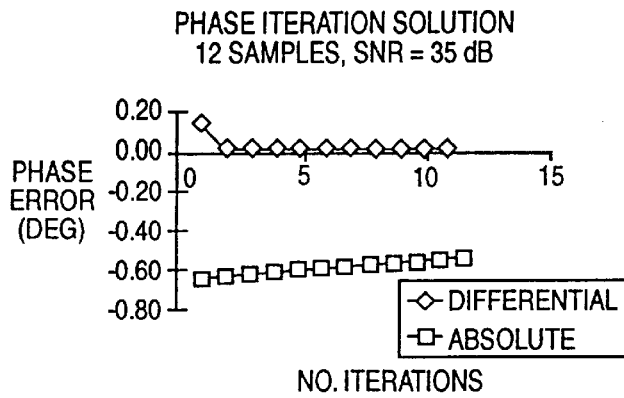 PHASE ITERATION SOLUTION
12 SAMPLES, SNR = 35 dB
0.20
0.00
-0.20
-0.40
-0.60
-0.80
PHASE
ERROR
(DEG)
0 5 10 15
DIFFERENTIAL
ABSOLUTE
NO. ITERATIONS